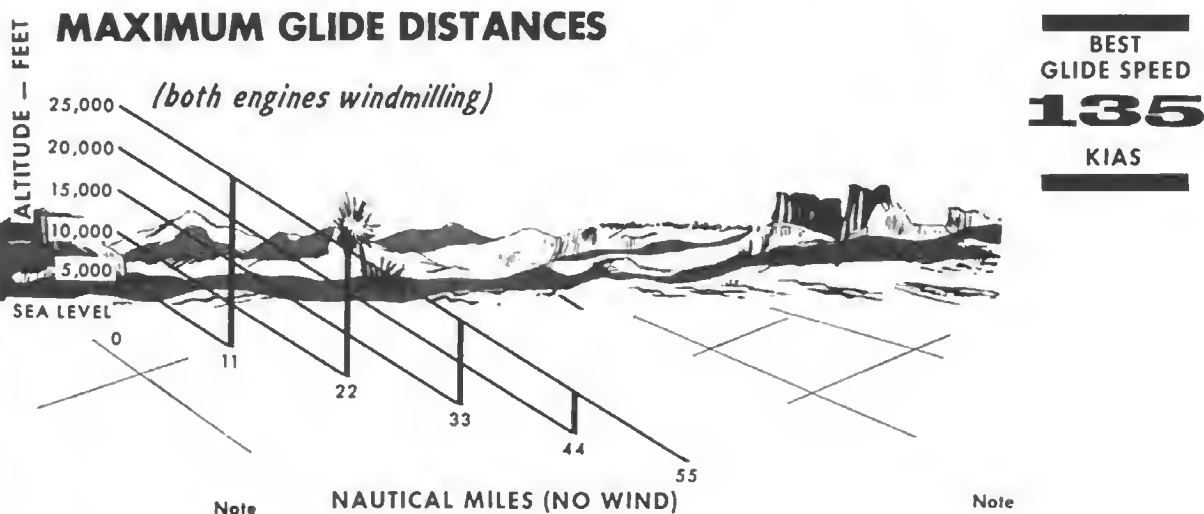 MAXIMUM GLIDE DISTANCES
(both engines windmilling)
BEST
GLIDE SPEED
135
KIAS
ALTITUDE — FEET
25,000
20,000
15,000
10,000
5,000
SEA LEVEL
0
11
22
33
44
55
NAUTICAL MILES (NO WIND)
Note
Note